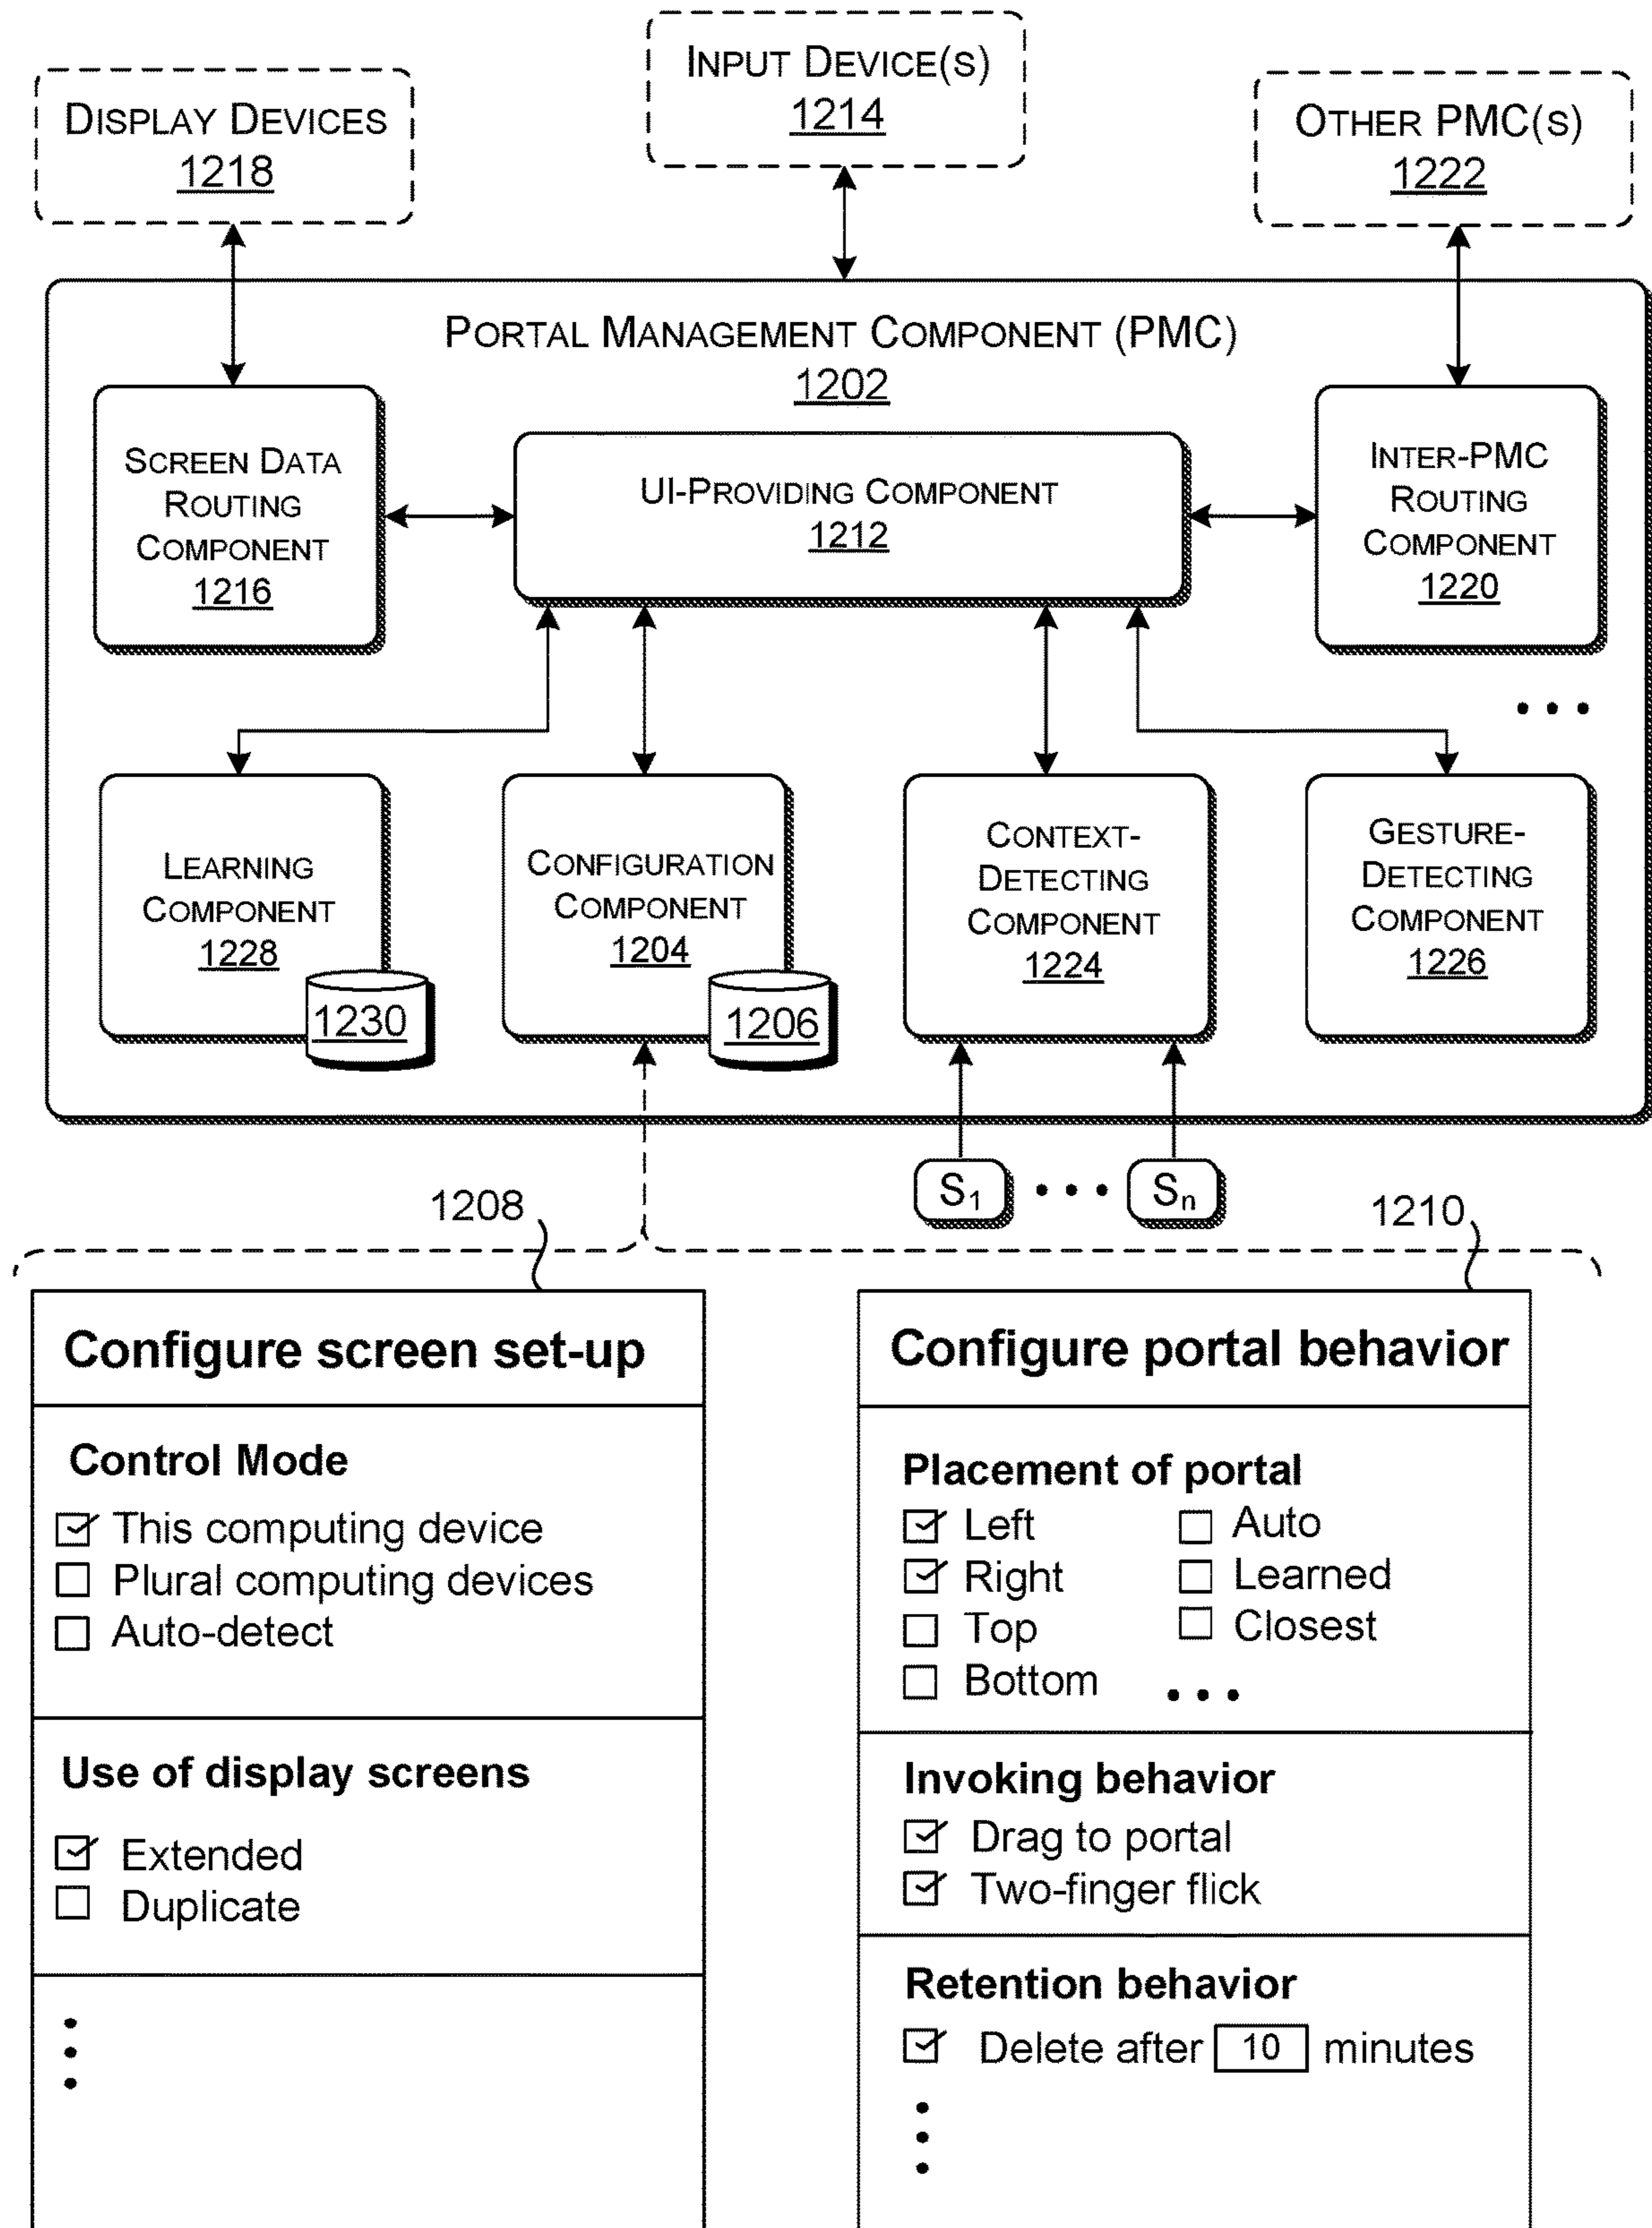 INPUT DEVICE(S)
1214
DISPLAY DEVICES
1218
OTHER PMC(S)
1222
PORTAL MANAGEMENT COMPONENT (PMC)
1202
SCREEN DATA
ROUTING
COMPONENT
1216
UI-PROVIDING COMPONENT
1212
INTER-PMC
ROUTING
COMPONENT
1220
• • •
LEARNING
COMPONENT
1228
1230
CONFIGURATION
COMPONENT
1204
1206
CONTEXT-
DETECTING
COMPONENT
1224
GESTURE-
DETECTING
COMPONENT
1226
S1 • • • Sn
1208
1210
Configure screen set-up
Control Mode
This computing device
Plural computing devices
Auto-detect
Use of display screens
Extended
Duplicate
Configure portal behavior
Placement of portal
Left Auto
Right Learned
Top Closest
Bottom • • •
Invoking behavior
Drag to portal
Two-finger flick
Retention behavior
Delete after 10 minutes